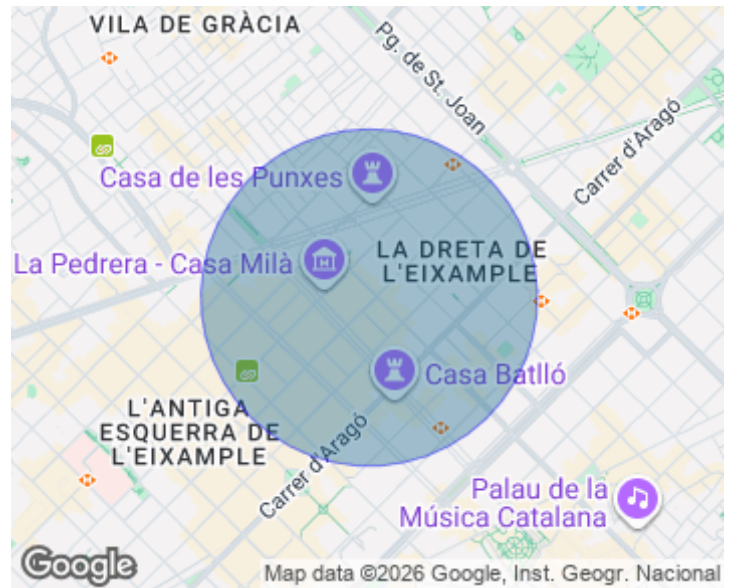 VILA DE GRÀCIA
Pg. de St. Joan
Carrer d'Aragó
Casa de les Punxes
LA DRETA DE
L'EIXAMPLE
La Pedrera - Casa Milà
Casa Batlló
L'ANTIGA
ESQUERRA DE
L'EIXAMPLE
Carrer d'Aragó
Palau de la
Música Catalana
Google
Map data ©2026 Google, Inst. Geogr. Nacional